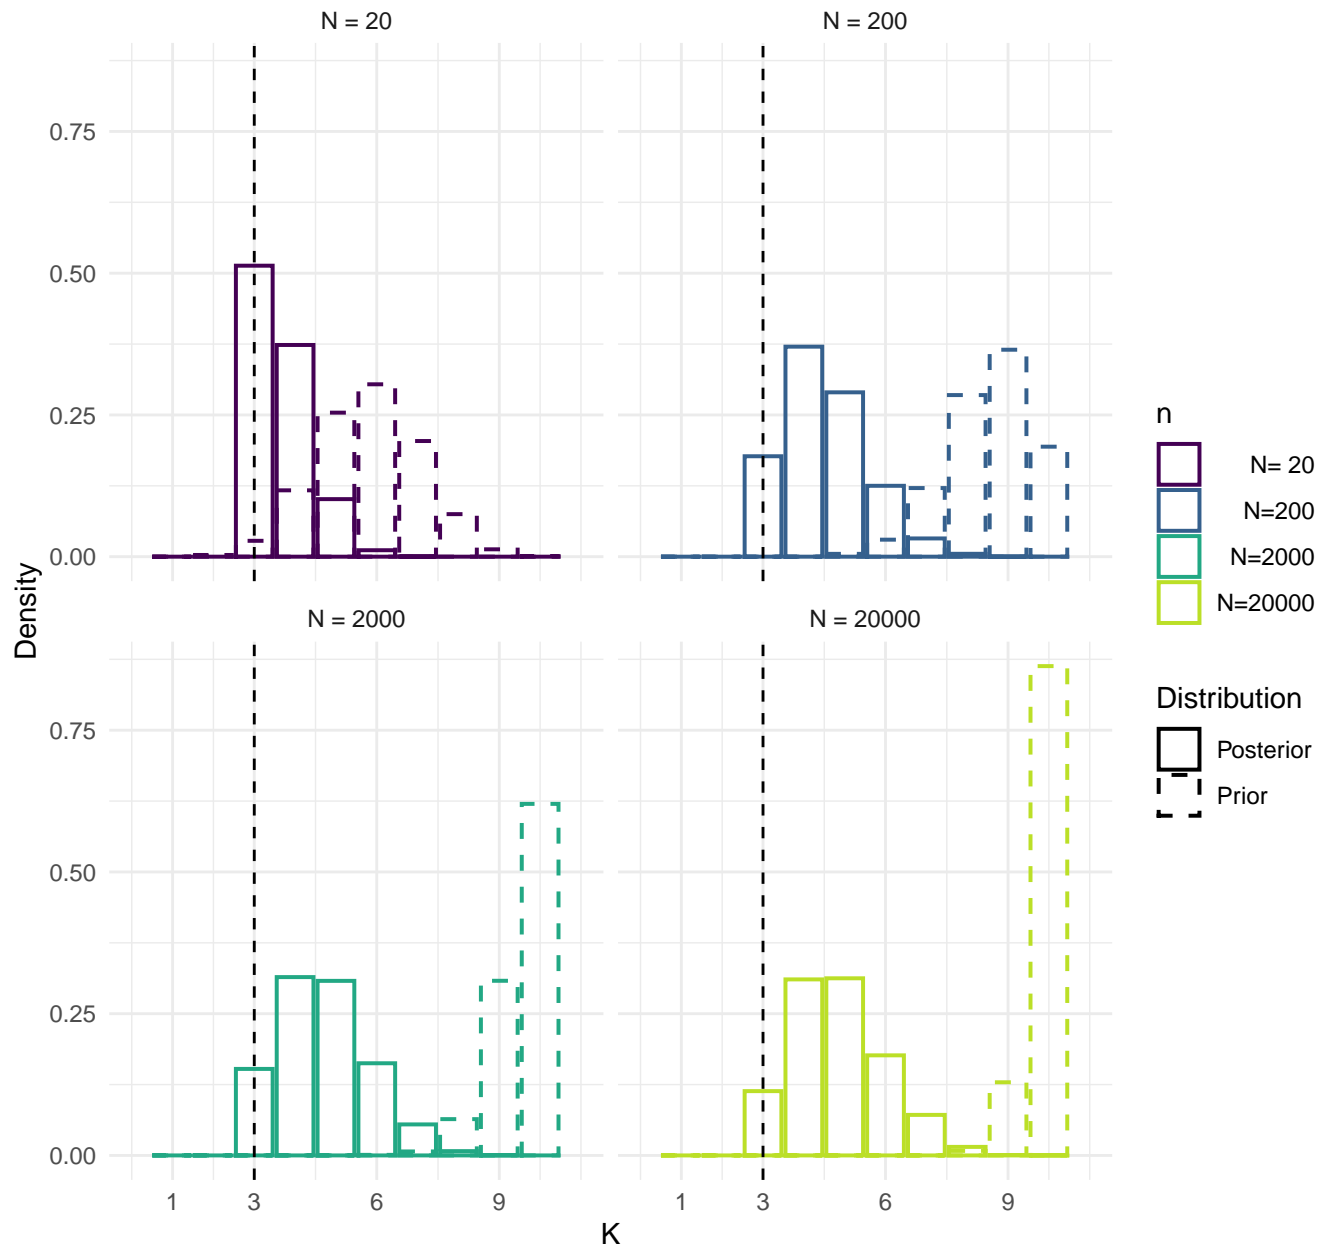 N = 20
N = 200
0.75
0.50
0.25
0.00
Density
N = 2000
N = 20000
0.75
0.50
0.25
0.00
1 3 6 9
1 3 6 9
K
n
N= 20
N=200
N=2000
N=20000
Distribution
Posterior
Prior